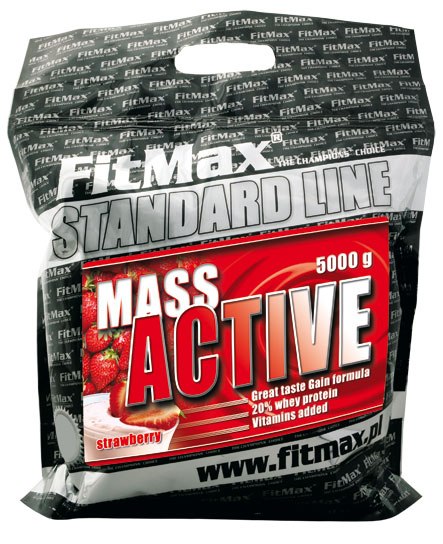 FitMax®
THE CHAMPIONS' CHOICE
STANDARD LINE
5000 g
MASS
ACTIVE
Great taste Gain formula
20% whey protein
Vitamins added
strawberry
www.fitmax.pl